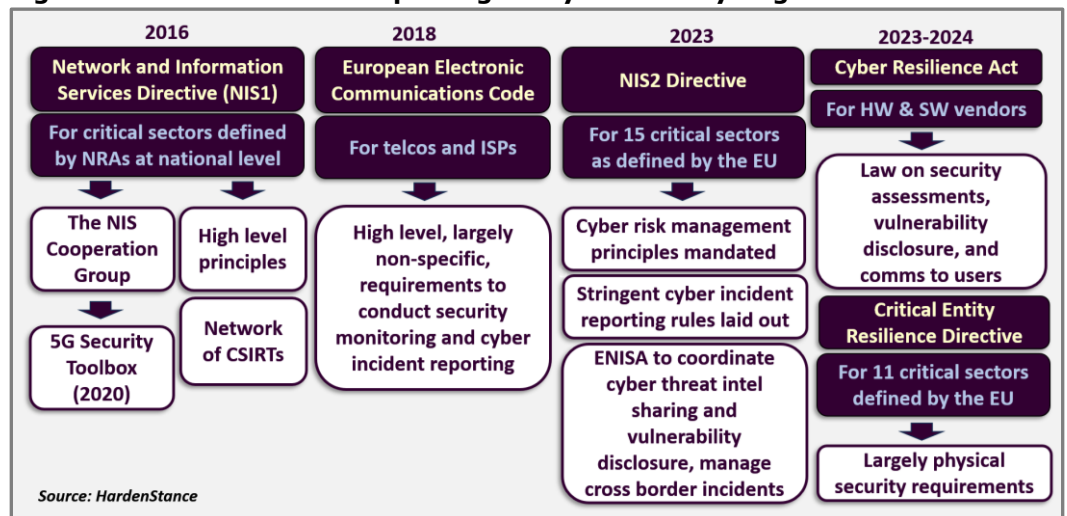 2016
Network and Information
Services Directive (NIS1)
For critical sectors defined
by NRAs at national level
The NIS
Cooperation
Group
5G Security
Toolbox
(2020)
High level
principles
Network
of CSIRTs
2018
European Electronic
Communications Code
For telcos and ISPs
High level, largely
non-specific,
requirements to
conduct security
monitoring and cyber
incident reporting
2023
NIS2 Directive
For 15 critical sectors
as defined by the EU
Cyber risk management
principles mandated
Stringent cyber incident
reporting rules laid out
ENISA to coordinate
cyber threat intel
sharing and
vulnerability
disclosure, manage
cross border incidents
2023-2024
Cyber Resilience Act
For HW & SW vendors
Law on security
assessments,
vulnerability
disclosure, and
comms to users
Critical Entity
Resilience Directive
For 11 critical sectors
defined by the EU
Largely physical
security requirements
Source: HardenStance